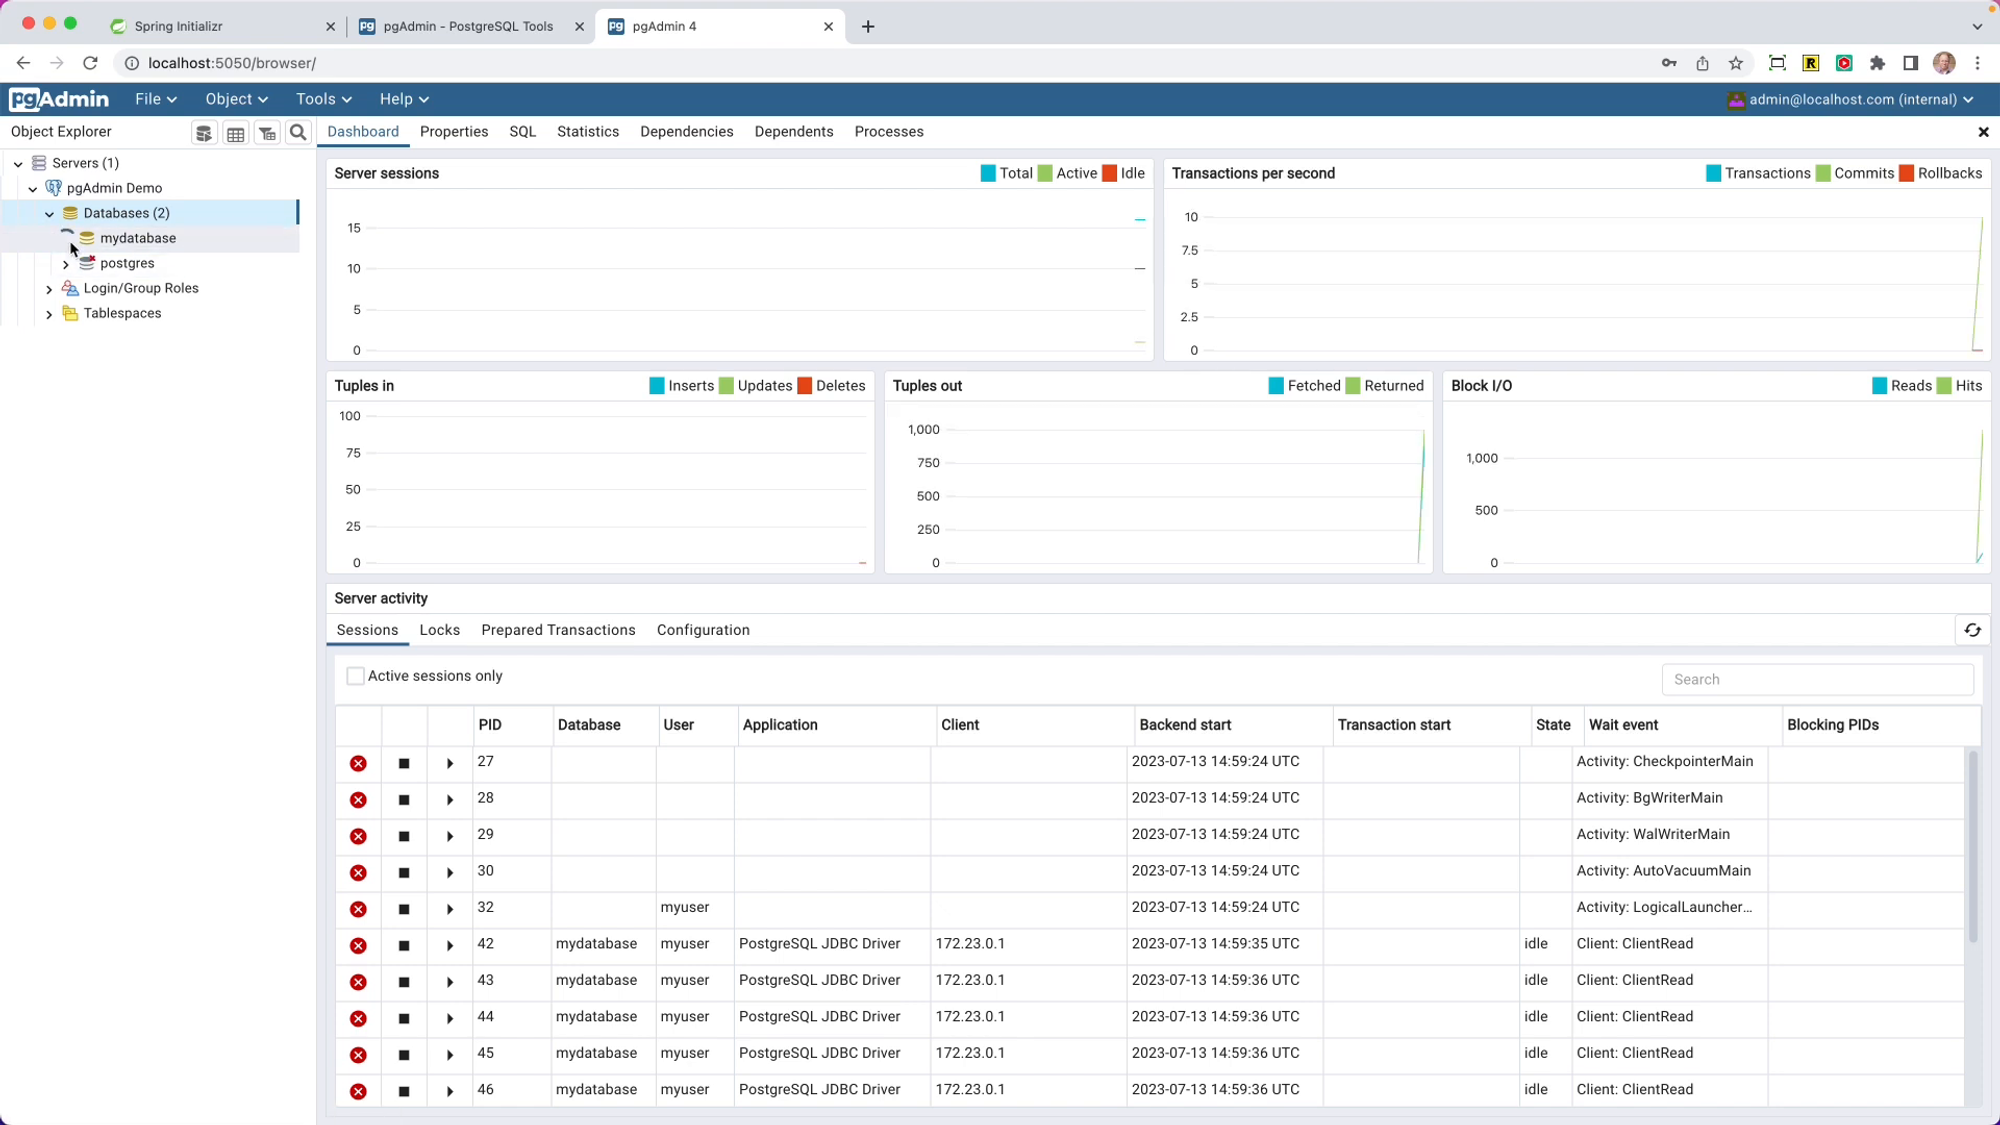 Spring Initializr
pgAdmin - PostgreSQL Tools
pgAdmin 4
localhost:5050/browser/
pgAdmin File Object Tools Help admin@localhost.com (internal)
Object Explorer
Dashboard Properties SQL Statistics Dependencies Dependents Processes
Servers (1)
pgAdmin Demo
Databases (2)
mydatabase
postgres
Login/Group Roles
Tablespaces
Server sessions Total Active Idle
15
10
5
0
Transactions per second Transactions Commits Rollbacks
10
7.5
5
2.5
0
Tuples in Inserts Updates Deletes
100
75
50
25
0
Tuples out Fetched Returned
1,000
750
500
250
0
Block I/O Reads Hits
1,000
500
0
Server activity
Sessions Locks Prepared Transactions Configuration
Active sessions only Search
PID Database User Application Client Backend start Transaction start State Wait event Blocking PIDs
27 2023-07-13 14:59:24 UTC Activity: CheckpointerMain
28 2023-07-13 14:59:24 UTC Activity: BgWriterMain
29 2023-07-13 14:59:24 UTC Activity: WalWriterMain
30 2023-07-13 14:59:24 UTC Activity: AutoVacuumMain
32 myuser 2023-07-13 14:59:24 UTC Activity: LogicalLauncher...
42 mydatabase myuser PostgreSQL JDBC Driver 172.23.0.1 2023-07-13 14:59:35 UTC idle Client: ClientRead
43 mydatabase myuser PostgreSQL JDBC Driver 172.23.0.1 2023-07-13 14:59:36 UTC idle Client: ClientRead
44 mydatabase myuser PostgreSQL JDBC Driver 172.23.0.1 2023-07-13 14:59:36 UTC idle Client: ClientRead
45 mydatabase myuser PostgreSQL JDBC Driver 172.23.0.1 2023-07-13 14:59:36 UTC idle Client: ClientRead
46 mydatabase myuser PostgreSQL JDBC Driver 172.23.0.1 2023-07-13 14:59:36 UTC idle Client: ClientRead